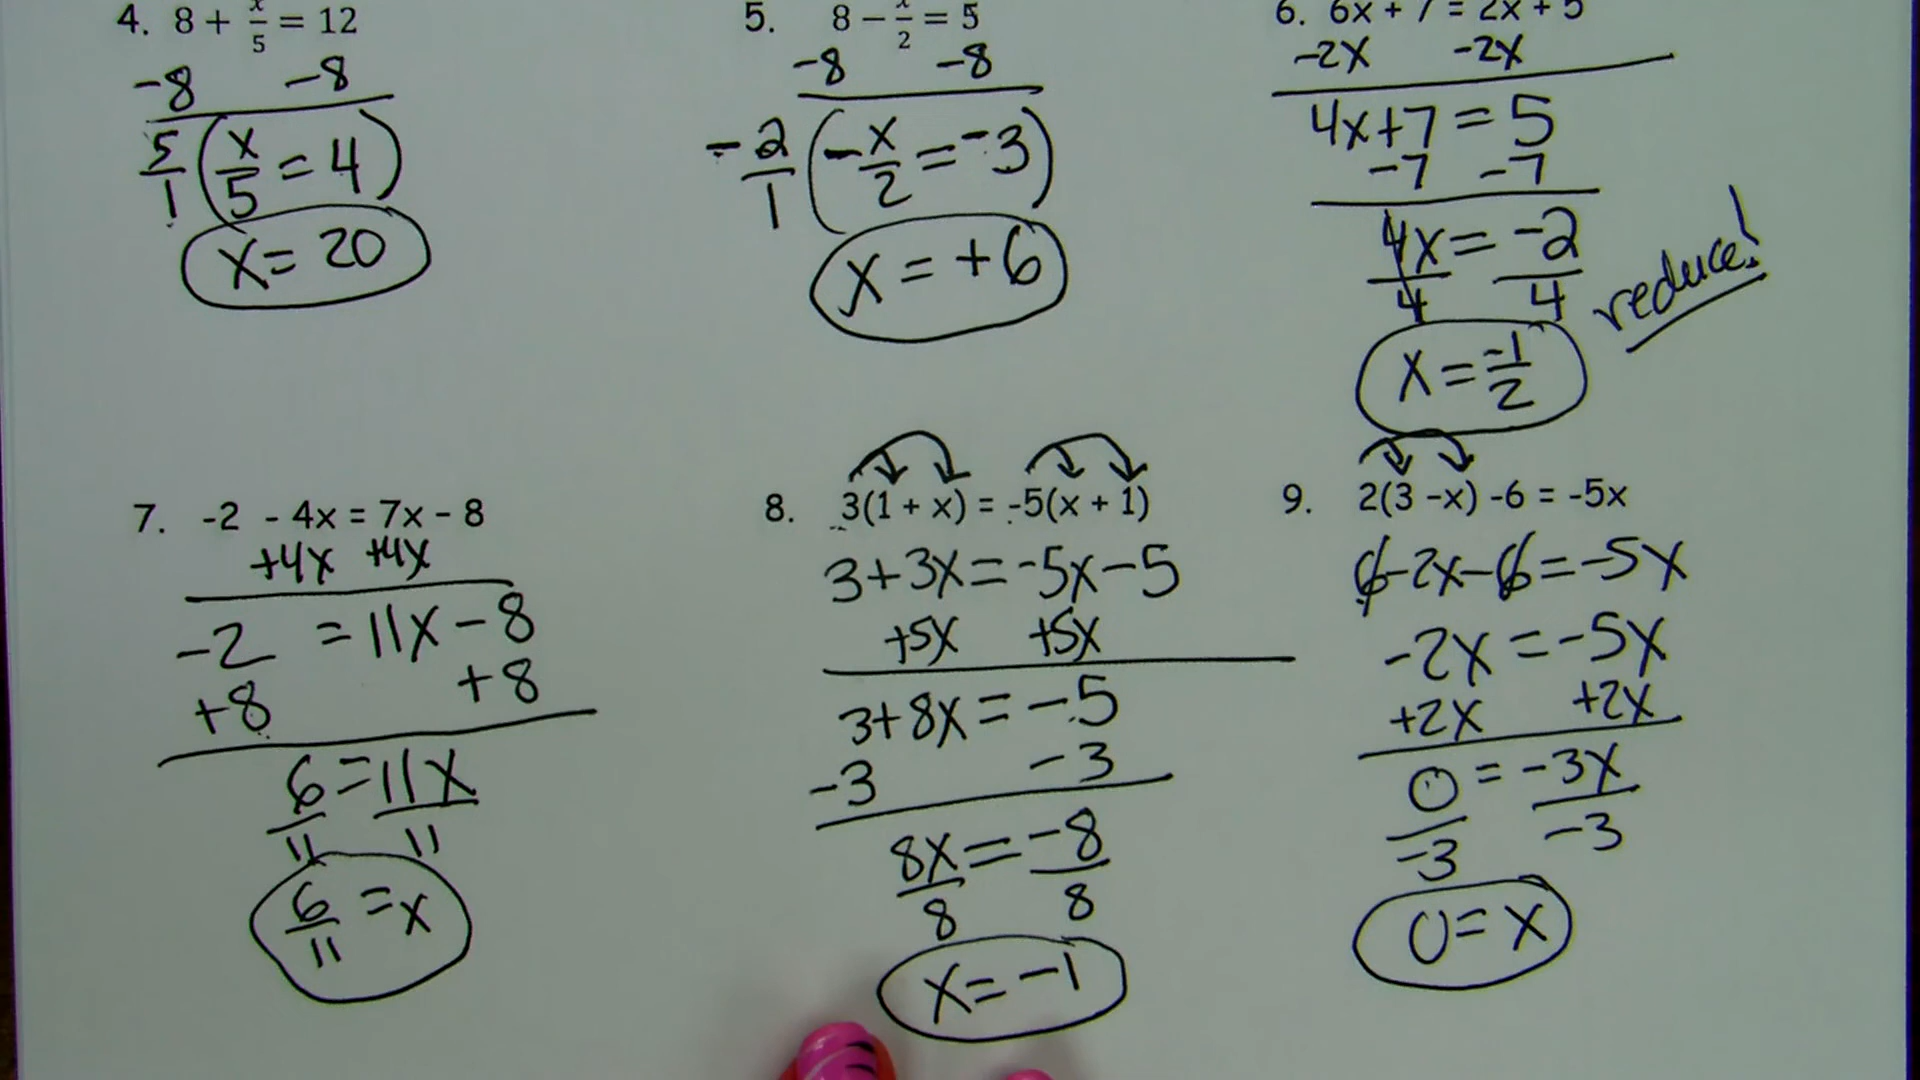 4. 8 + x/5 = 12
-8 -8
5/1 (x/5 = 4)
x = 20
5. 8 - x/2 = 5
-8 -8
-2/1 (-x/2 = -3)
x = +6
6. 6x + 7 = 2x + 5
-2x -2x
4x+7 = 5
-7 -7
4x/4 = -2/4
reduce!
x = -1/2
7. -2 - 4x = 7x - 8
+4x +4x
-2 = 11x - 8
+8 +8
6/11 = 11x/11
6/11 = x
8. 3(1 + x) = -5(x + 1)
3+3x = -5x-5
+5x +5x
3+8x = -5
-3 -3
8x/8 = -8/8
x = -1
9. 2(3 -x) -6 = -5x
6-2x-6 = -5x
-2x = -5x
+2x +2x
0/-3 = -3x/-3
0 = x